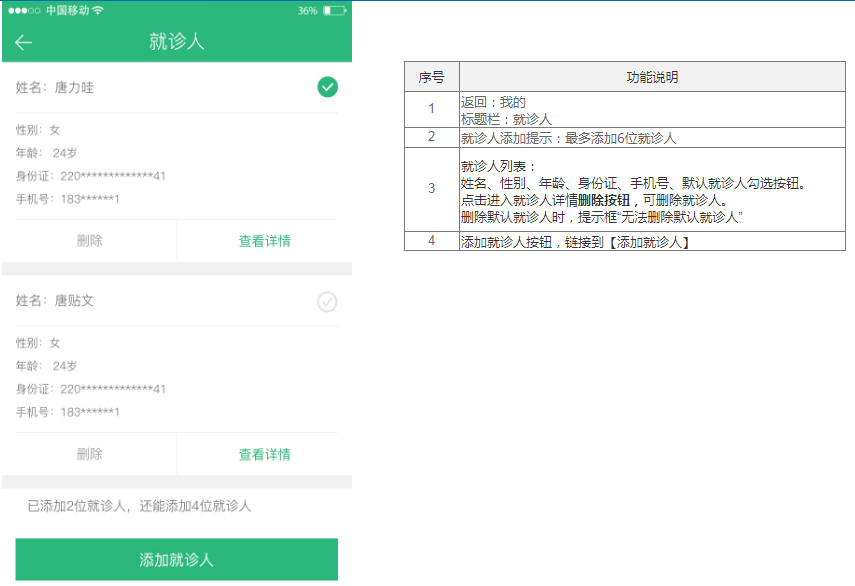 中国移动
36%
就诊人
姓名：唐力哇
性别：女
年龄：24岁
身份证：220*************41
手机号：183******1
删除
查看详情
姓名：唐贴文
性别：女
年龄：24岁
身份证：220*************41
手机号：183******1
删除
查看详情
已添加2位就诊人，还能添加4位就诊人
添加就诊人
序号 功能说明
1
返回：我的
标题栏：就诊人
2 就诊人添加提示：最多添加6位就诊人
3
就诊人列表：
姓名、性别、年龄、身份证、手机号、默认就诊人勾选按钮。
点击进入就诊人详情删除按钮，可删除就诊人。
删除默认就诊人时，提示框“无法删除默认就诊人”
4 添加就诊人按钮，链接到【添加就诊人】